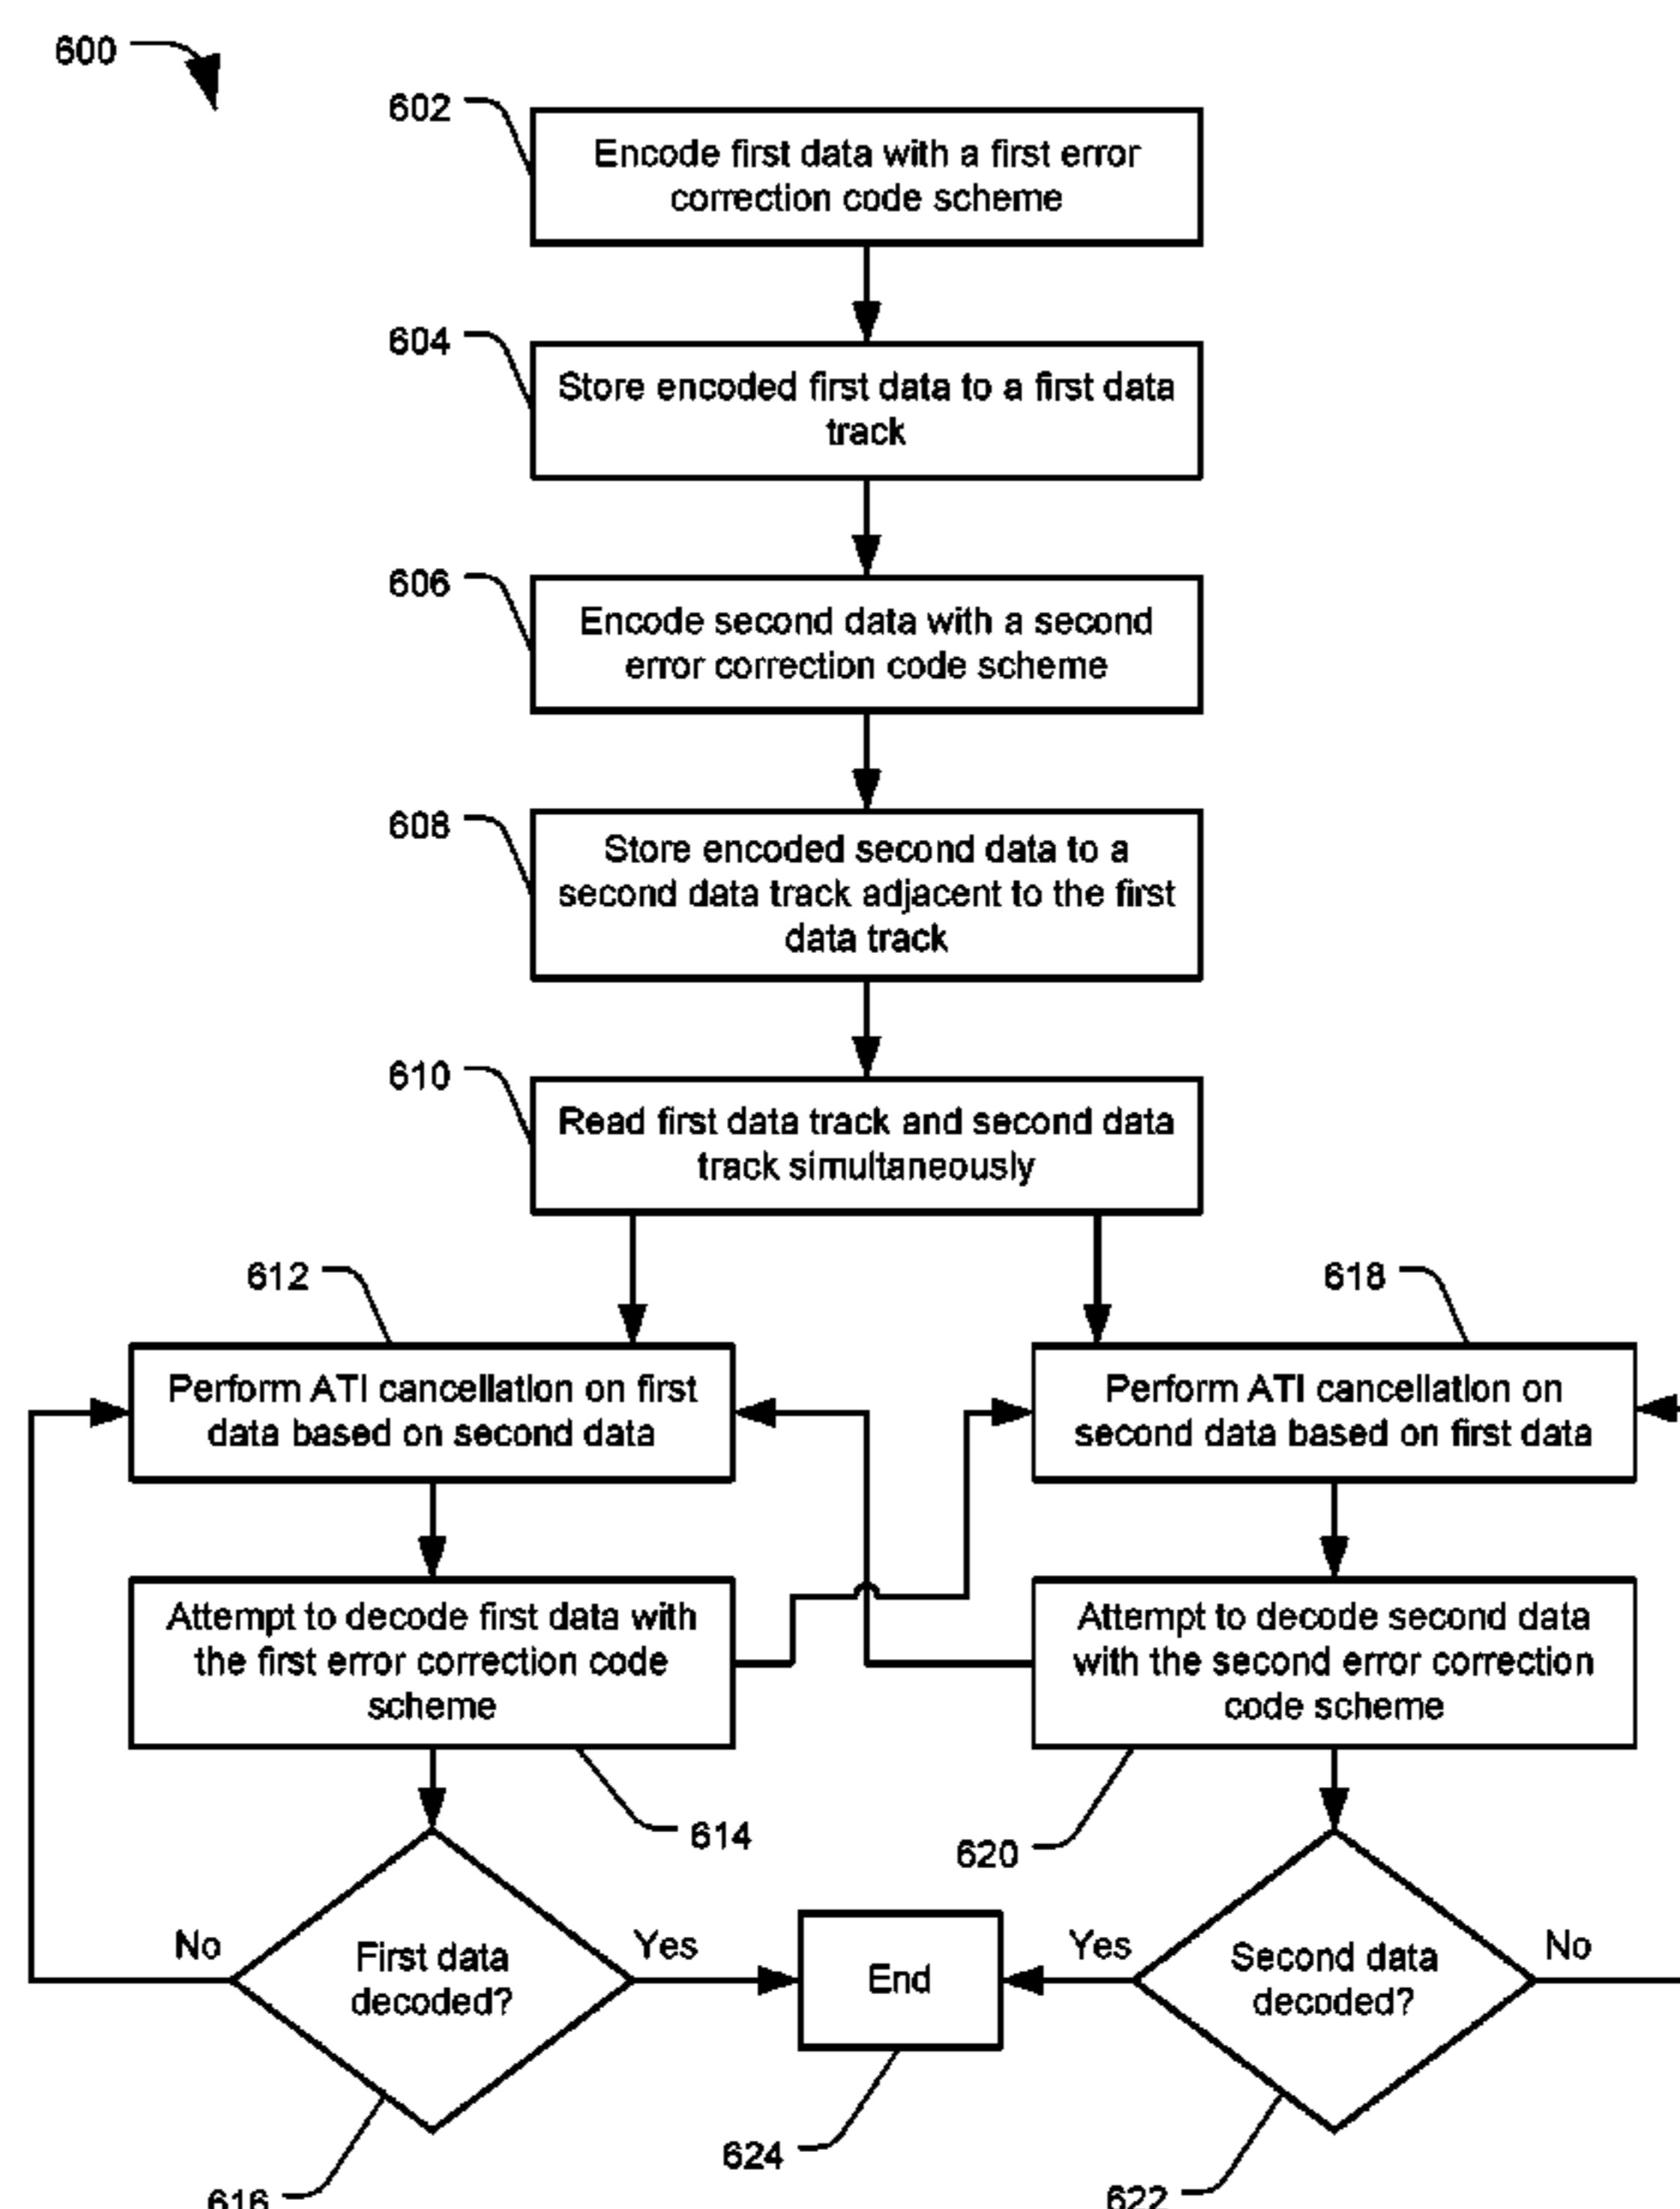 600
602
Encode first data with a first error
correction code scheme
604
Store encoded first data to a first data
track
606
Encode second data with a second
error correction code scheme
608
Store encoded second data to a
second data track adjacent to the first
data track
610
Read first data track and second data
track simultaneously
612
Perform ATI cancellation on first
data based on second data
618
Perform ATI cancellation on
second data based on first data
Attempt to decode first data with
the first error correction code
scheme
614
Attempt to decode second data
with the second error correction
code scheme
620
No
First data
decoded?
Yes
End
Yes
Second data
decoded?
No
616
624
622